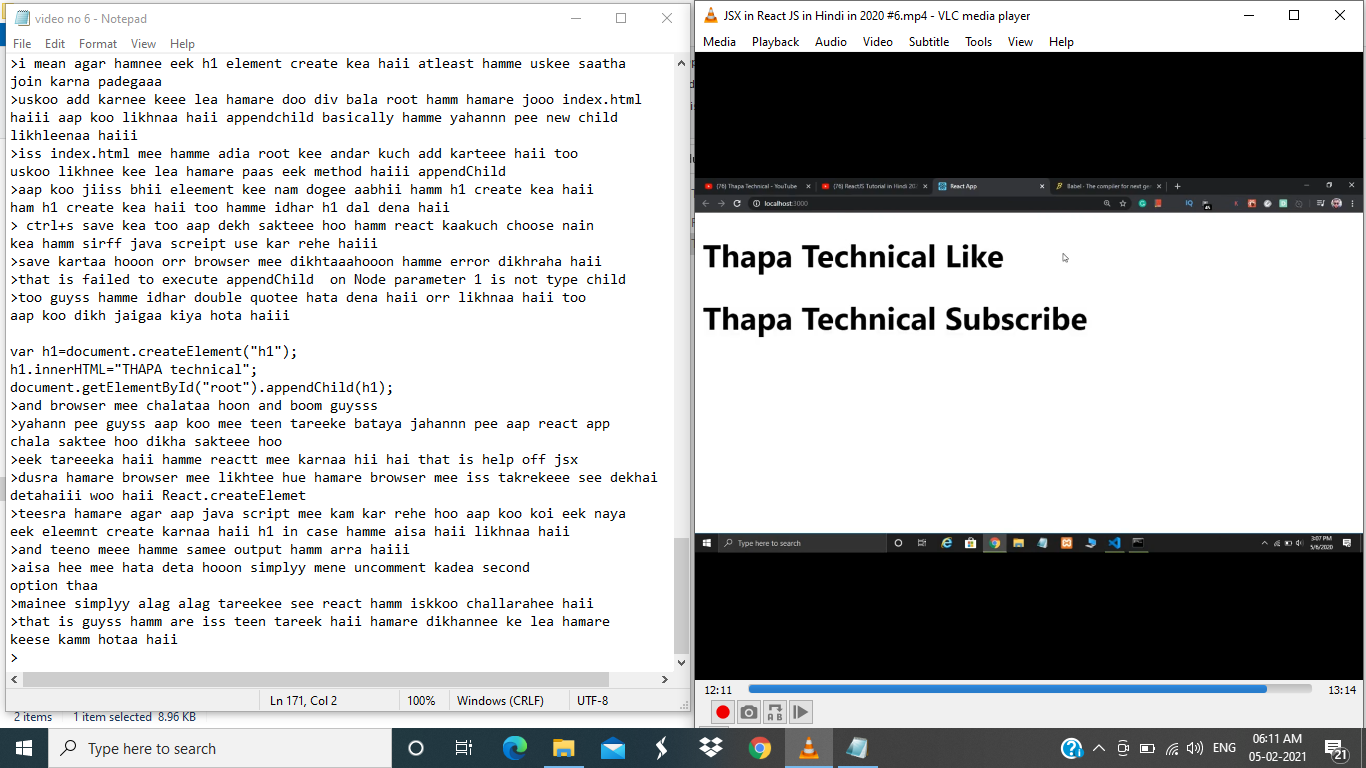 video no 6 - Notepad
File Edit Format View Help
>i mean agar hamnee eek h1 element create kea haii atleast hamme uskee saatha
join karna padegaaa
>uskoo add karnee keee lea hamare doo div bala root hamm hamare jooo index.html
haiii aap koo likhnaa haii appendchild basically hamme yahannn pee new child
likhleenaa haiii
>iss index.html mee hamme adia root kee andar kuch add karteee haii too
uskoo likhnee kee lea hamare paas eek method haiii appendChild
>aap koo jiiss bhii eleement kee nam dogee aabhii hamm h1 create kea haii
ham h1 create kea haii too hamme idhar h1 dal dena haii
> ctrl+s save kea too aap dekh sakteee hoo hamm react kaakuch choose nain
kea hamm sirff java screipt use kar rehe haiii
>save kartaa hooon orr browser mee dikhtaaahooon hamme error dikhraha haii
>that is failed to execute appendChild  on Node parameter 1 is not type child
>too guyss hamme idhar double quotee hata dena haii orr likhnaa haii too
aap koo dikh jaigaa kiya hota haiii
var h1=document.createElement("h1");
h1.innerHTML="THAPA technical";
document.getElementById("root").appendChild(h1);
>and browser mee chalataa hoon and boom guysss
>yahann pee guyss aap koo mee teen tareeke bataya jahannn pee aap react app
chala saktee hoo dikha sakteee hoo
>eek tareeeka haii hamme reactt mee karnaa hii hai that is help off jsx
>dusra hamare browser mee likhtee hue hamare browser mee iss takrekeee see dekhai
detahaiii woo haii React.createElemet
>teesra hamare agar aap java script mee kam kar rehe hoo aap koo koi eek naya
eek eleemnt create karnaa haii h1 in case hamme aisa haii likhnaa haii
>and teeno meee hamme samee output hamm arra haiii
>aisa hee mee hata deta hooon simplyy mene uncomment kadea second
option thaa
>mainee simplyy alag alag tareekee see react hamm iskkoo challarahee haii
>that is guyss hamm are iss teen tareek haii hamare dikhannee ke lea hamare
keese kamm hotaa haii
>
Ln 171, Col 2 100% Windows (CRLF) UTF-8
2 items 1 item selected 8.96 KB
JSX in React JS in Hindi in 2020 #6.mp4 - VLC media player
Media Playback Audio Video Subtitle Tools View Help
(76) Thapa Technical - YouTube (76) ReactJS Tutorial in Hindi 202 React App Babel - The compiler for next ge
localhost:3000
Thapa Technical Like
Thapa Technical Subscribe
Type here to search
3:07 PM
5/6/2020
12:11 13:14
A B
Type here to search
ENG
06:11 AM
05-02-2021
21